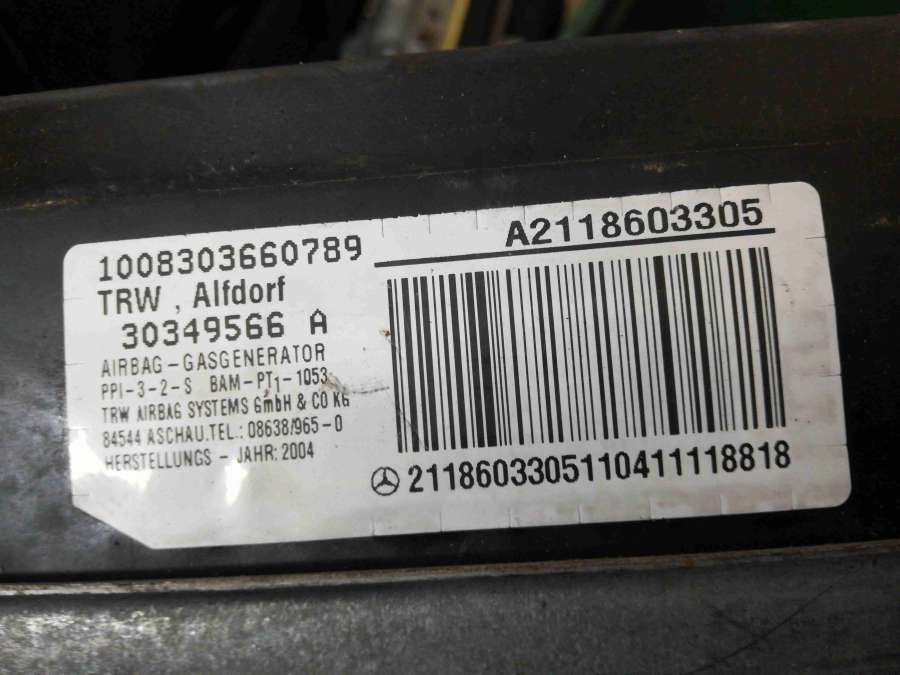 A2118603305
1008303660789
TRW , Alfdorf
30349566 A
AIRBAG-GASGENERATOR
PPI-3-2-S BAM-PT1-1053
TRW AIRBAG SYSTEMS GmbH & CO KG
84544 ASCHAU.TEL.: 08638/965-0
HERSTELLUNGS - JAHR: 2004
2118603305110411118818